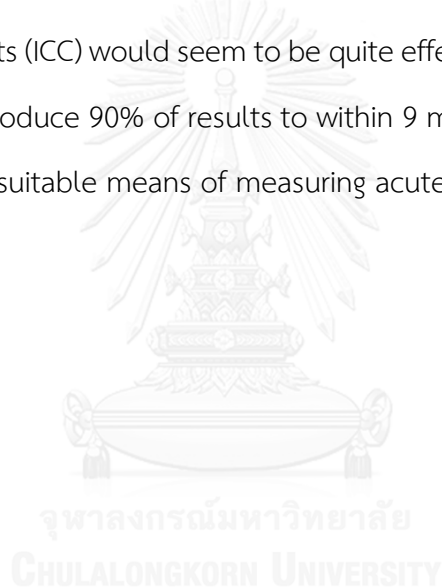 ts (ICC) would seem to be quite effe
oduce 90% of results to within 9 m
suitable means of measuring acute
จุฬาลงกรณ์มหาวิทยาลัย
CHULALONGKORN UNIVERSITY